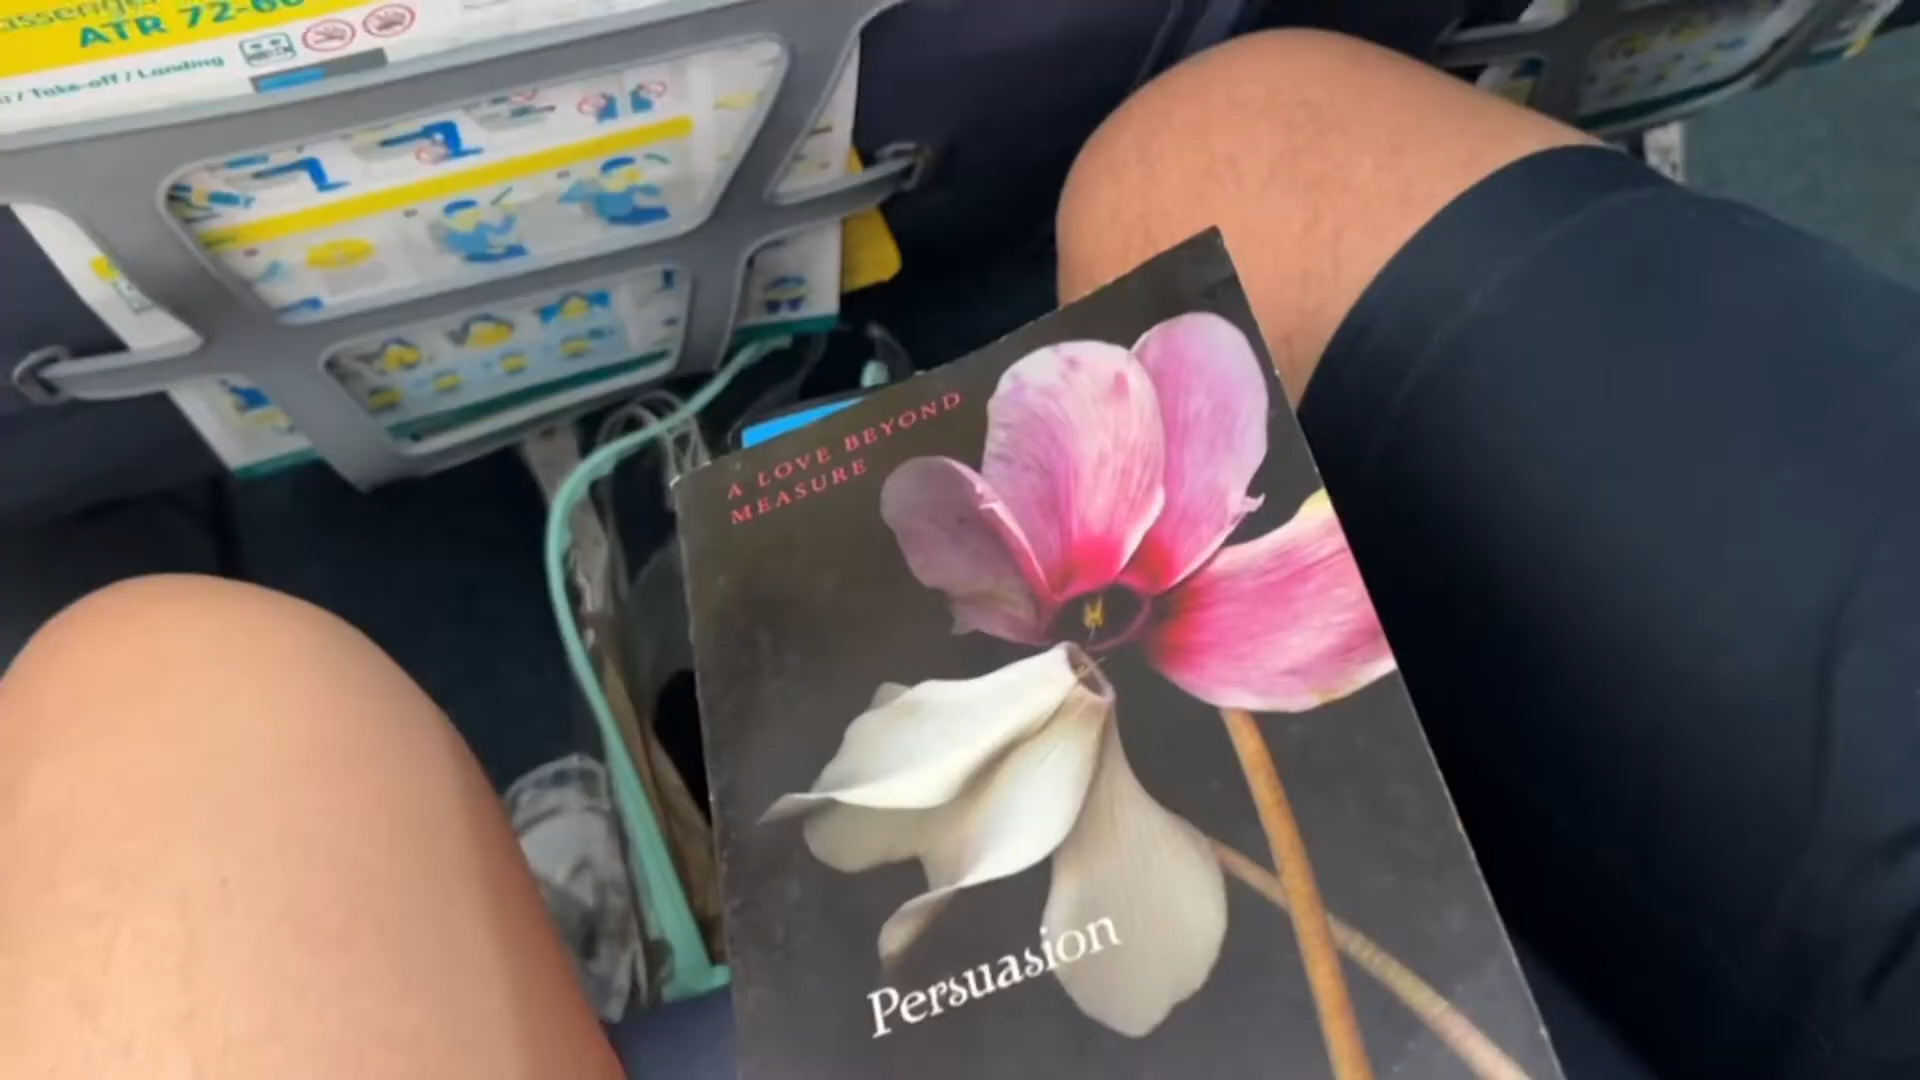 ATR 72-60
/ Take-off / Landing
A LOVE BEYOND
MEASURE
Persuasion